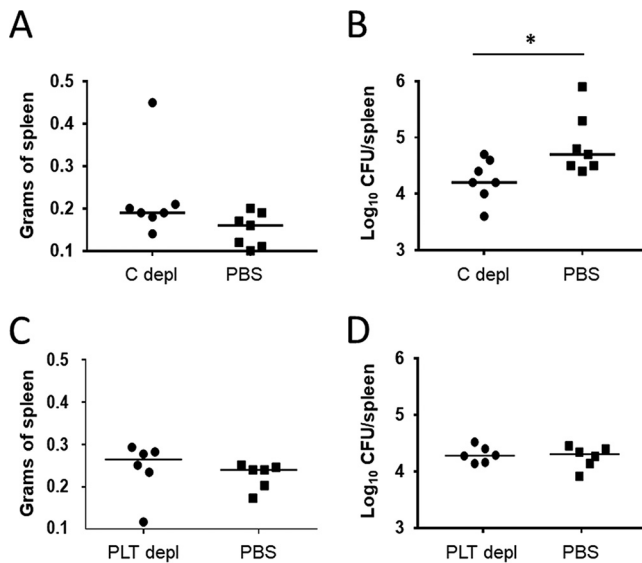 A
Grams of spleen
0.5
0.4
0.3
0.2
0.1
C depl PBS
B
*
Log10 CFU/spleen
6
5
4
3
C depl PBS
C
Grams of spleen
0.5
0.4
0.3
0.2
0.1
PLT depl PBS
D
Log10 CFU/spleen
6
5
4
3
PLT depl PBS